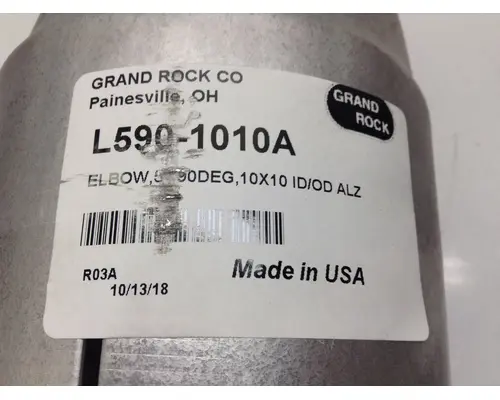 GRAND ROCK CO
Painesville, OH
GRAND
ROCK
L590-1010A
ELBOW, 90DEG,10X10 ID/OD ALZ
R03A
10/13/18
Made in USA